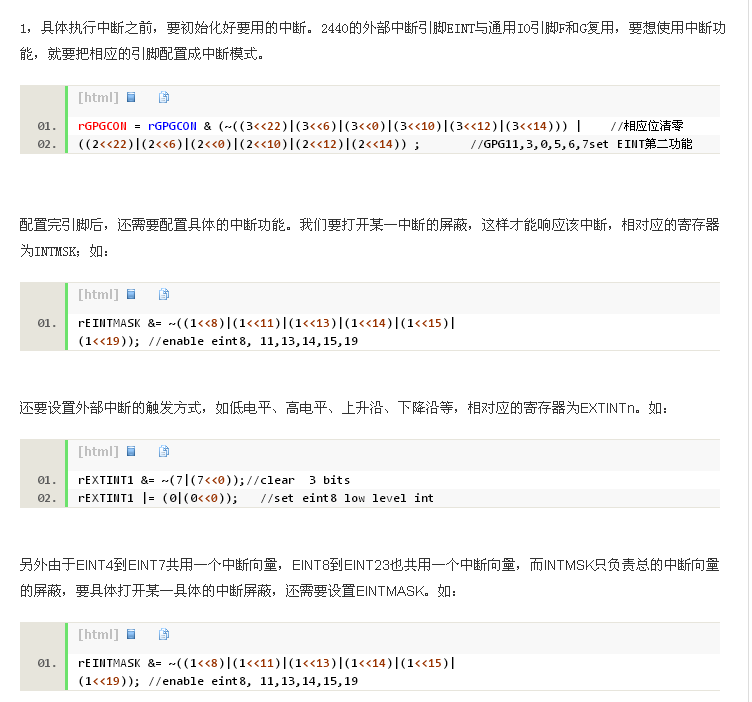 1，具体执行中断之前，要初始化好要用的中断。2440的外部中断引脚EINT与通用IO引脚F和G复用，要想使用中断功
能，就要把相应的引脚配置成中断模式。
[html]
01. rGPGCON = rGPGCON & (~((3<<22)|(3<<6)|(3<<0)|(3<<10)|(3<<12)|(3<<14))) |    //相应位清零
02. ((2<<22)|(2<<6)|(2<<0)|(2<<10)|(2<<12)|(2<<14)) ;       //GPG11,3,0,5,6,7set EINT第二功能
配置完引脚后，还需要配置具体的中断功能。我们要打开某一中断的屏蔽，这样才能响应该中断，相对应的寄存器
为INTMSK；如：
[html]
01. rEINTMASK &= ~((1<<8)|(1<<11)|(1<<13)|(1<<14)|(1<<15)|
(1<<19)); //enable eint8, 11,13,14,15,19
还要设置外部中断的触发方式，如低电平、高电平、上升沿、下降沿等，相对应的寄存器为EXTINTn。如：
[html]
01. rEXTINT1 &= ~(7|(7<<0));//clear  3 bits
02. rEXTINT1 |= (0|(0<<0));   //set eint8 low level int
另外由于EINT4到EINT7共用一个中断向量，EINT8到EINT23也共用一个中断向量，而INTMSK只负责总的中断向量
的屏蔽，要具体打开某一具体的中断屏蔽，还需要设置EINTMASK。如：
[html]
01. rEINTMASK &= ~((1<<8)|(1<<11)|(1<<13)|(1<<14)|(1<<15)|
(1<<19)); //enable eint8, 11,13,14,15,19